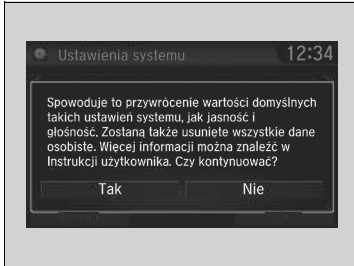 Ustawienia systemu
12:34
Spowoduje to przywrócenie wartości domyślnych
takich ustawień systemu, jak jasność i
głośność. Zostaną także usunięte wszystkie dane
osobiste. Więcej informacji można znaleźć w
Instrukcji użytkownika. Czy kontynuować?
Tak
Nie